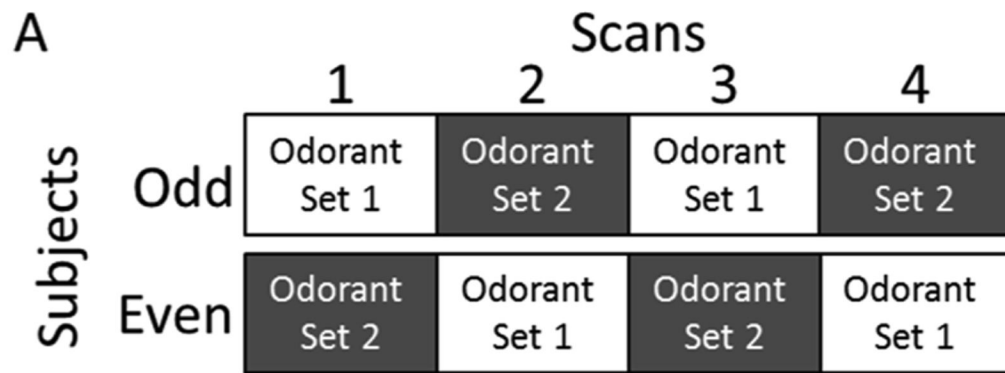 A
Scans
1 2 3 4
Subjects
Odd
Odorant Odorant Odorant Odorant
Set 1 Set 2 Set 1 Set 2
Even
Odorant Odorant Odorant Odorant
Set 2 Set 1 Set 2 Set 1